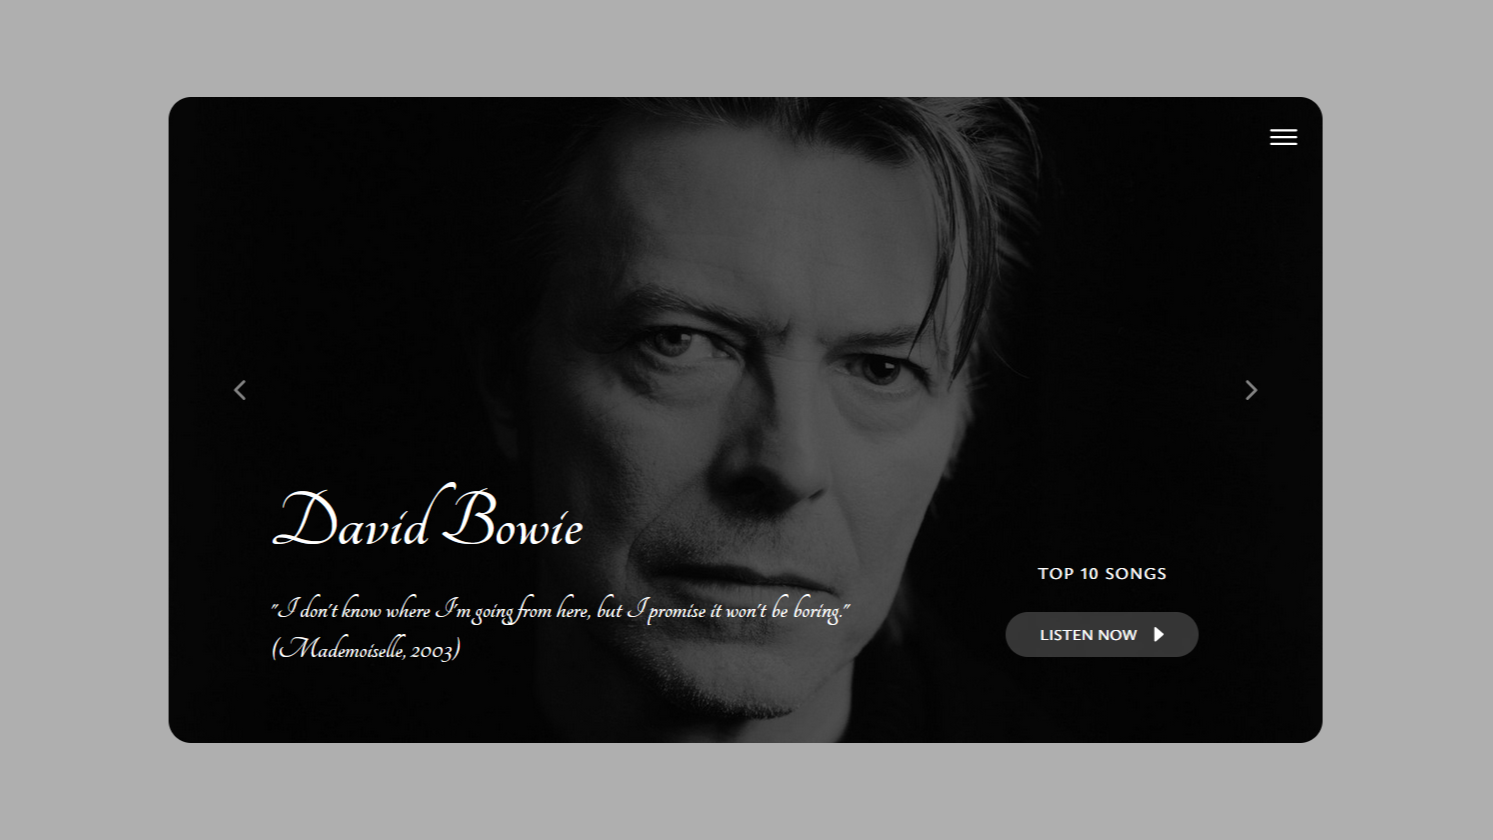 David Bowie
"I don't know where I'm going from here, but I promise it won't be boring."
(Mademoiselle, 2003)
TOP 10 SONGS
LISTEN NOW